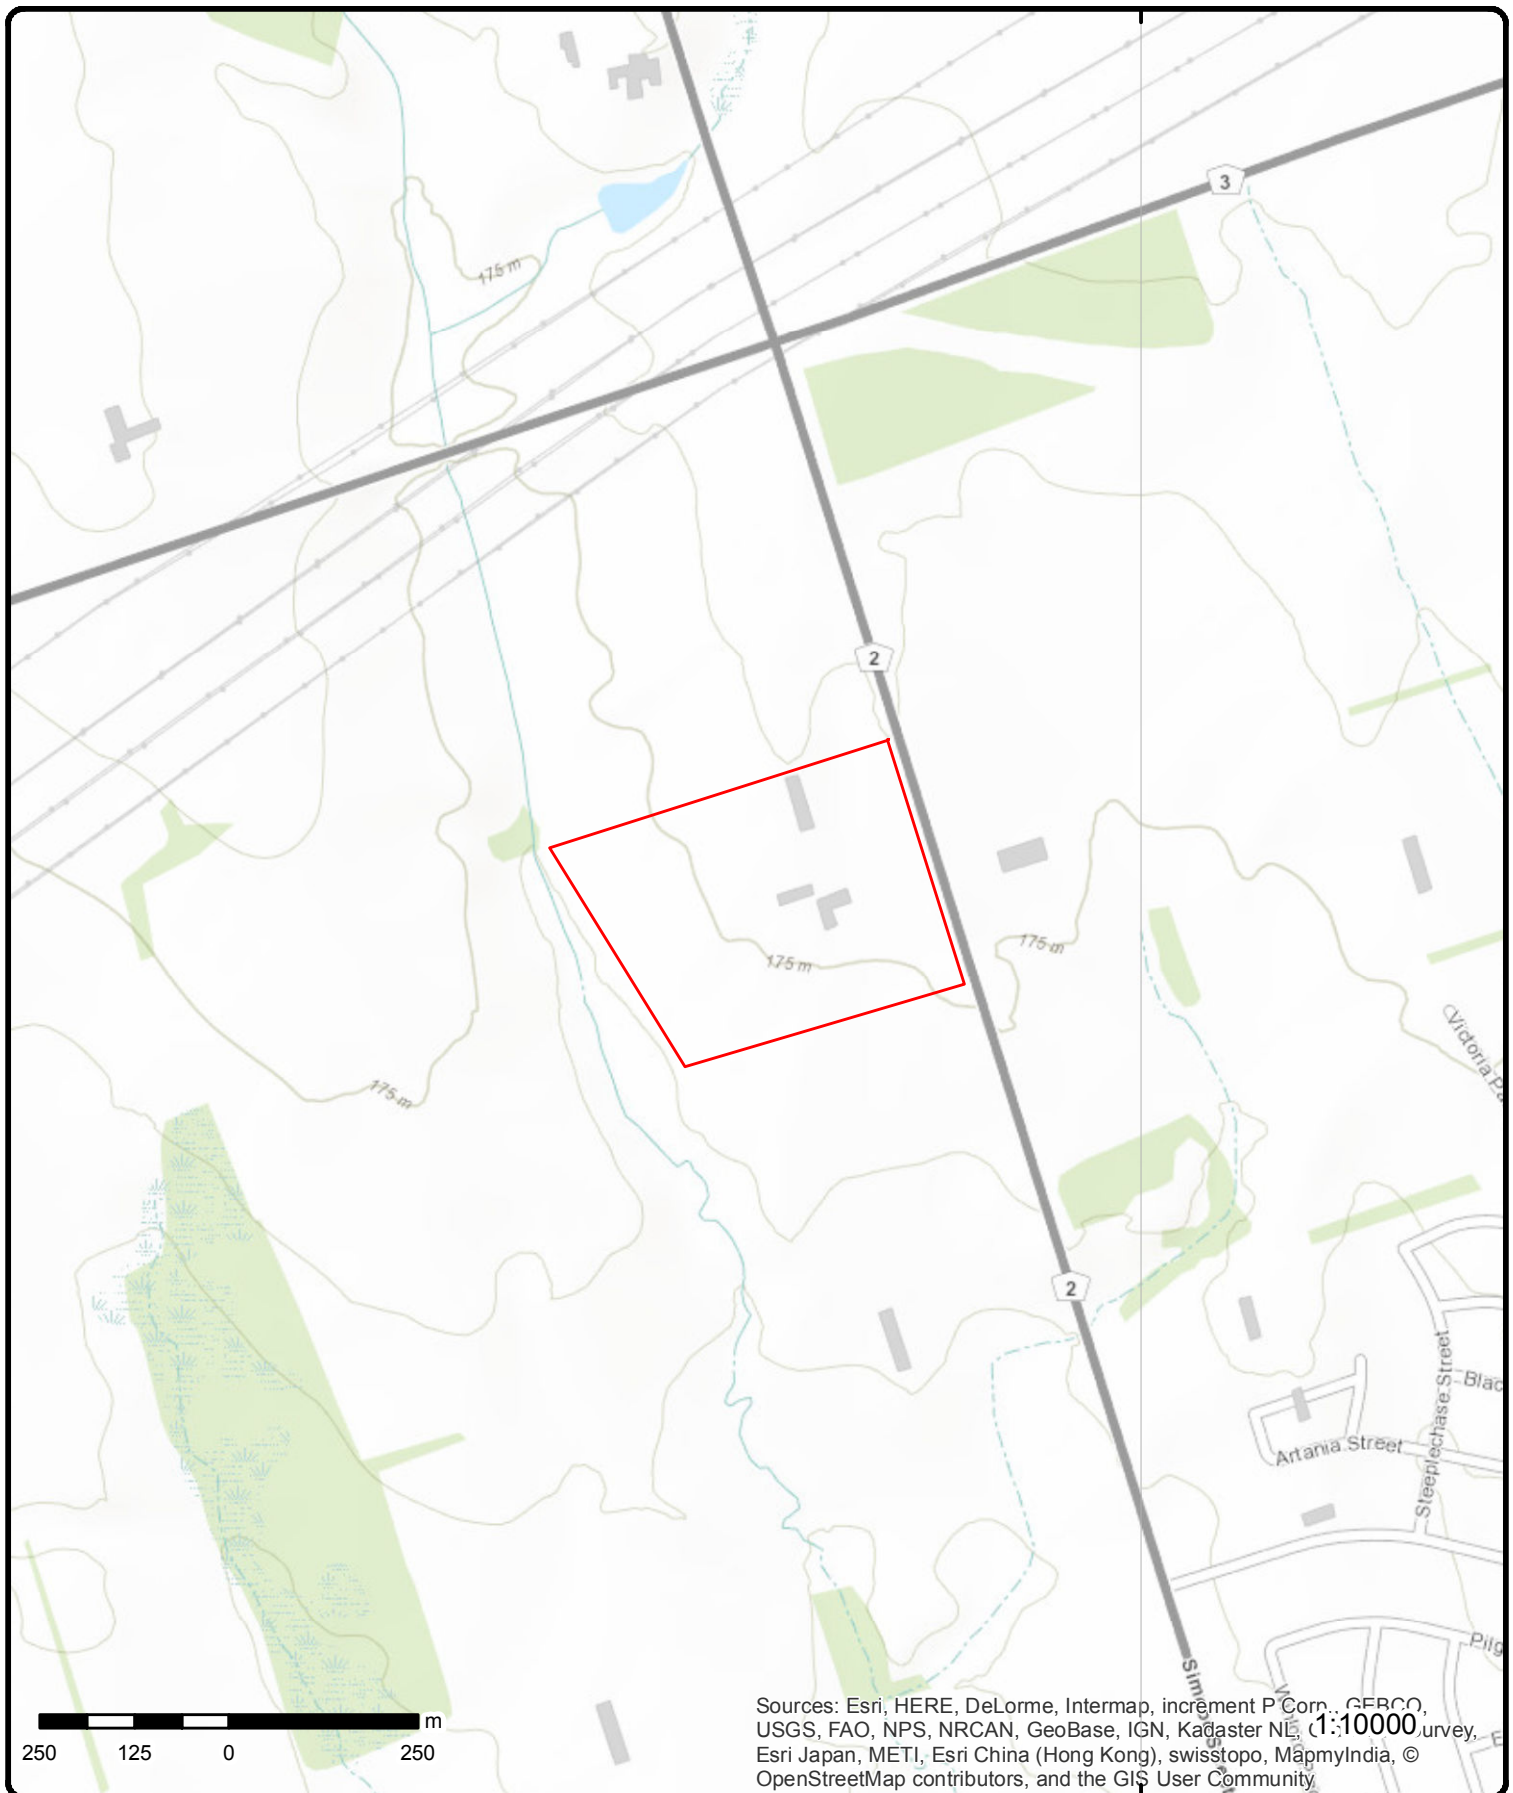 3
175 m
2
175 m
175 m
Victoria
175 m
2
Steeplechase Street
Blac
Artania Street
Pilg
Sources: Esri, HERE, DeLorme, Intermap, increment P Corp., GEBCO,
USGS, FAO, NPS, NRCAN, GeoBase, IGN, Kadaster NL,
1:10000
urvey,
Esri Japan, METI, Esri China (Hong Kong), swisstopo, MapmyIndia, ©
OpenStreetMap contributors, and the GIS User Community
m
250 125 0 250